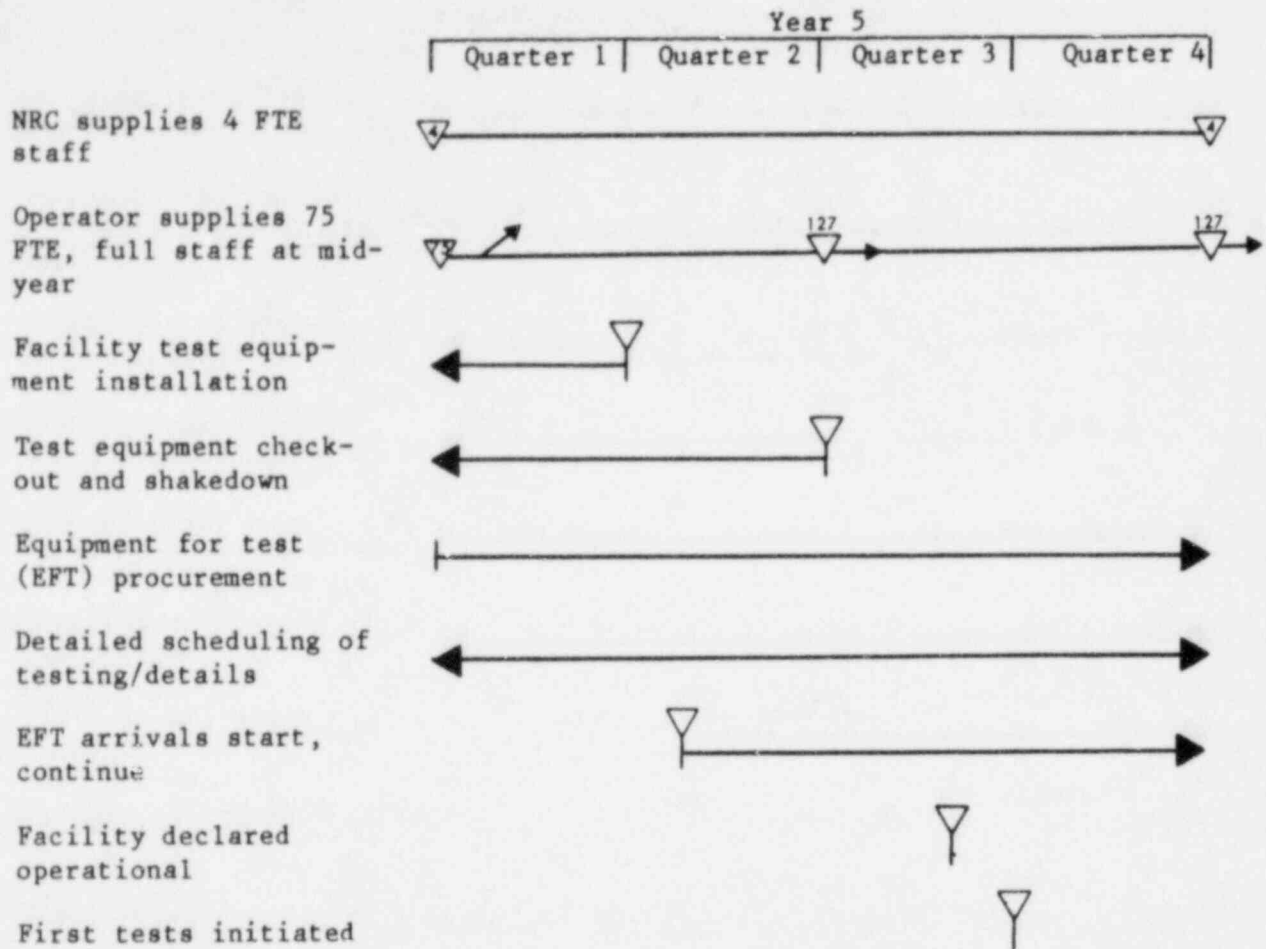 Year 5
Quarter 1 Quarter 2 Quarter 3 Quarter 4
NRC supplies 4 FTE
staff
4 4
Operator supplies 75
FTE, full staff at mid-
year
127 127
Facility test equip-
ment installation
Test equipment check-
out and shakedown
Equipment for test
(EFT) procurement
Detailed scheduling of
testing/details
EFT arrivals start,
continue
Facility declared
operational
First tests initiated